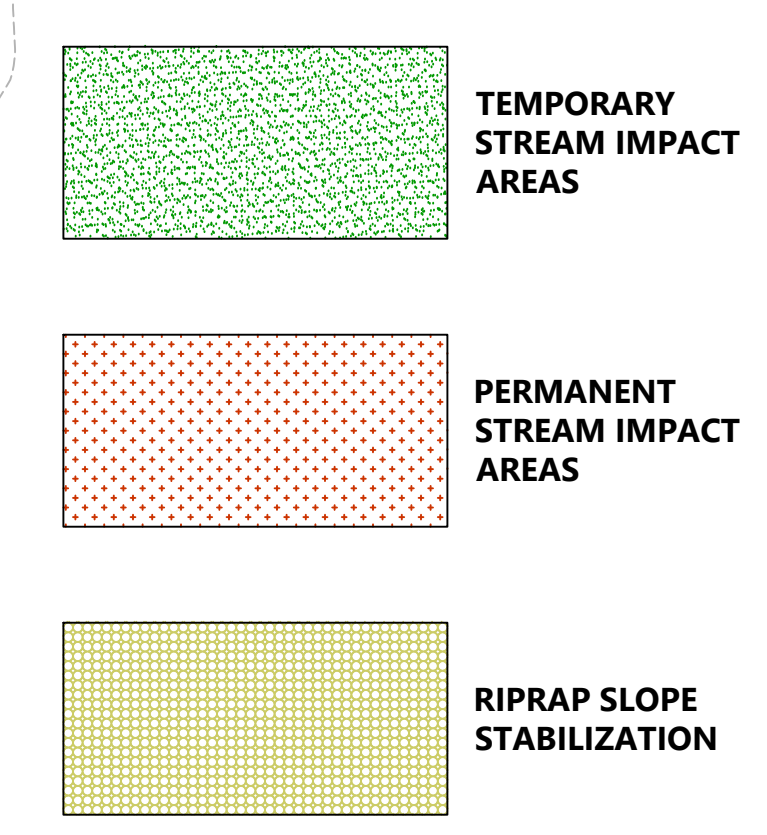 TEMPORARY
STREAM IMPACT
AREAS
PERMANENT
STREAM IMPACT
AREAS
RIPRAP SLOPE
STABILIZATION